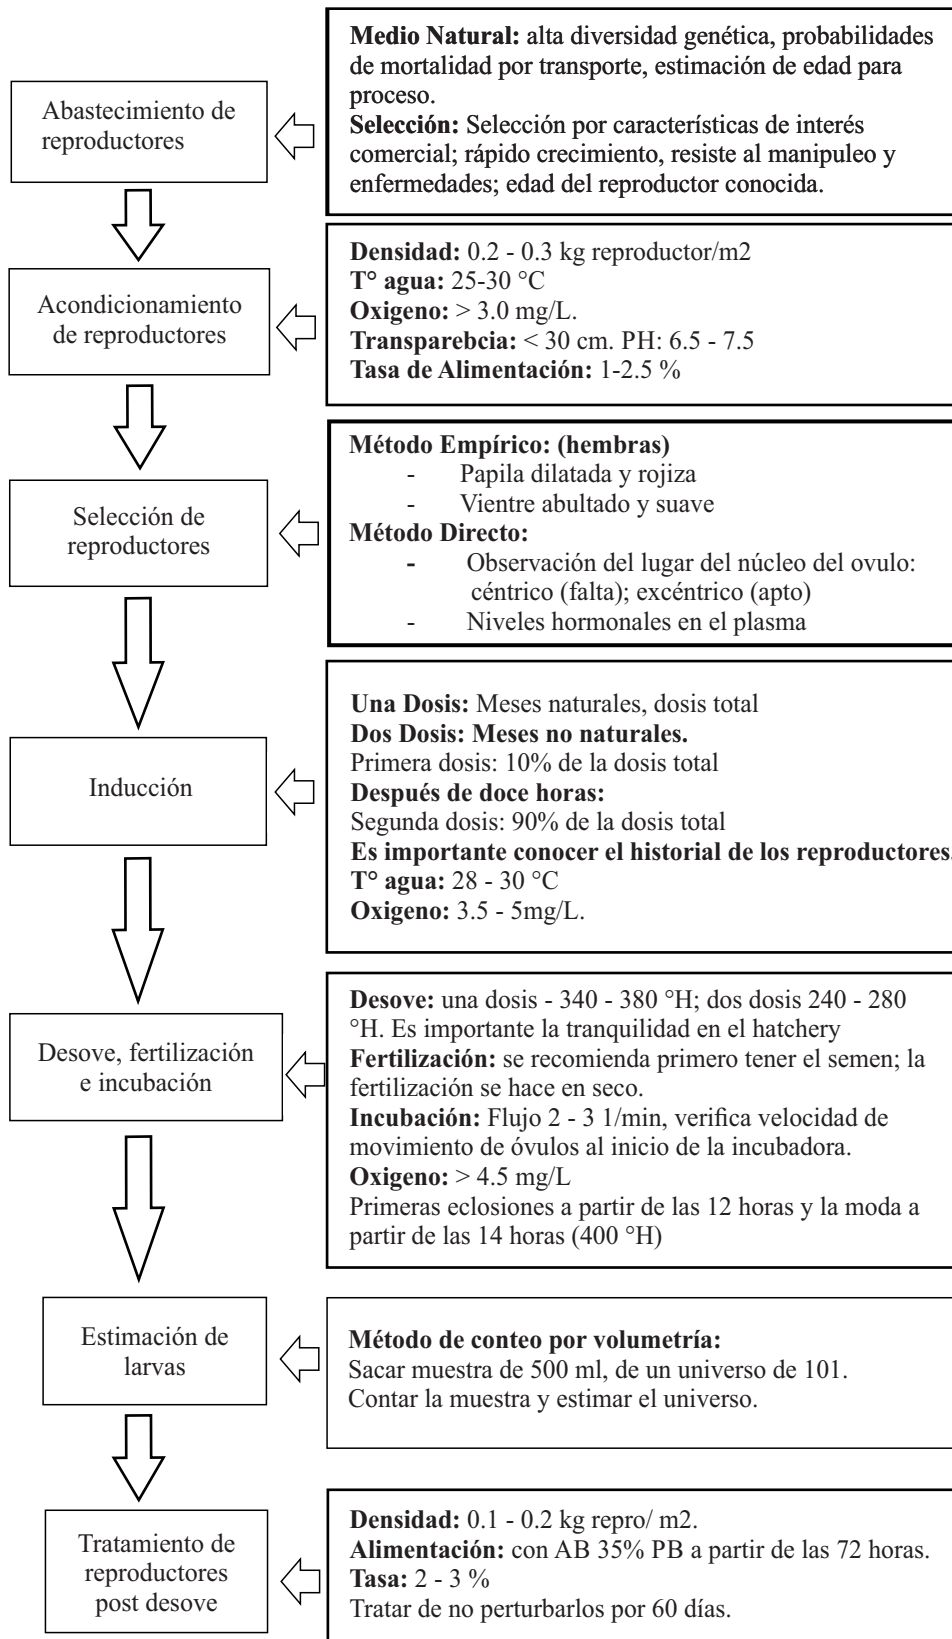 Abastecimiento de
reproductores
Medio Natural: alta diversidad genética, probabilidades
de mortalidad por transporte, estimación de edad para
proceso.
Selección: Selección por características de interés
comercial; rápido crecimiento, resiste al manipuleo y
enfermedades; edad del reproductor conocida.
Acondicionamiento
de reproductores
Densidad: 0.2 - 0.3 kg reproductor/m2
T° agua: 25-30 °C
Oxigeno: > 3.0 mg/L.
Transparebcia: < 30 cm. PH: 6.5 - 7.5
Tasa de Alimentación: 1-2.5 %
Selección de
reproductores
Método Empírico: (hembras)
- Papila dilatada y rojiza
- Vientre abultado y suave
Método Directo:
- Observación del lugar del núcleo del ovulo:
céntrico (falta); excéntrico (apto)
- Niveles hormonales en el plasma
Inducción
Una Dosis: Meses naturales, dosis total
Dos Dosis: Meses no naturales.
Primera dosis: 10% de la dosis total
Después de doce horas:
Segunda dosis: 90% de la dosis total
Es importante conocer el historial de los reproductores.
T° agua: 28 - 30 °C
Oxigeno: 3.5 - 5mg/L.
Desove, fertilización
e incubación
Desove: una dosis - 340 - 380 °H; dos dosis 240 - 280
°H. Es importante la tranquilidad en el hatchery
Fertilización: se recomienda primero tener el semen; la
fertilización se hace en seco.
Incubación: Flujo 2 - 3 1/min, verifica velocidad de
movimiento de óvulos al inicio de la incubadora.
Oxigeno: > 4.5 mg/L
Primeras eclosiones a partir de las 12 horas y la moda a
partir de las 14 horas (400 °H)
Estimación de
larvas
Método de conteo por volumetría:
Sacar muestra de 500 ml, de un universo de 101.
Contar la muestra y estimar el universo.
Tratamiento de
reproductores
post desove
Densidad: 0.1 - 0.2 kg repro/ m2.
Alimentación: con AB 35% PB a partir de las 72 horas.
Tasa: 2 - 3 %
Tratar de no perturbarlos por 60 días.